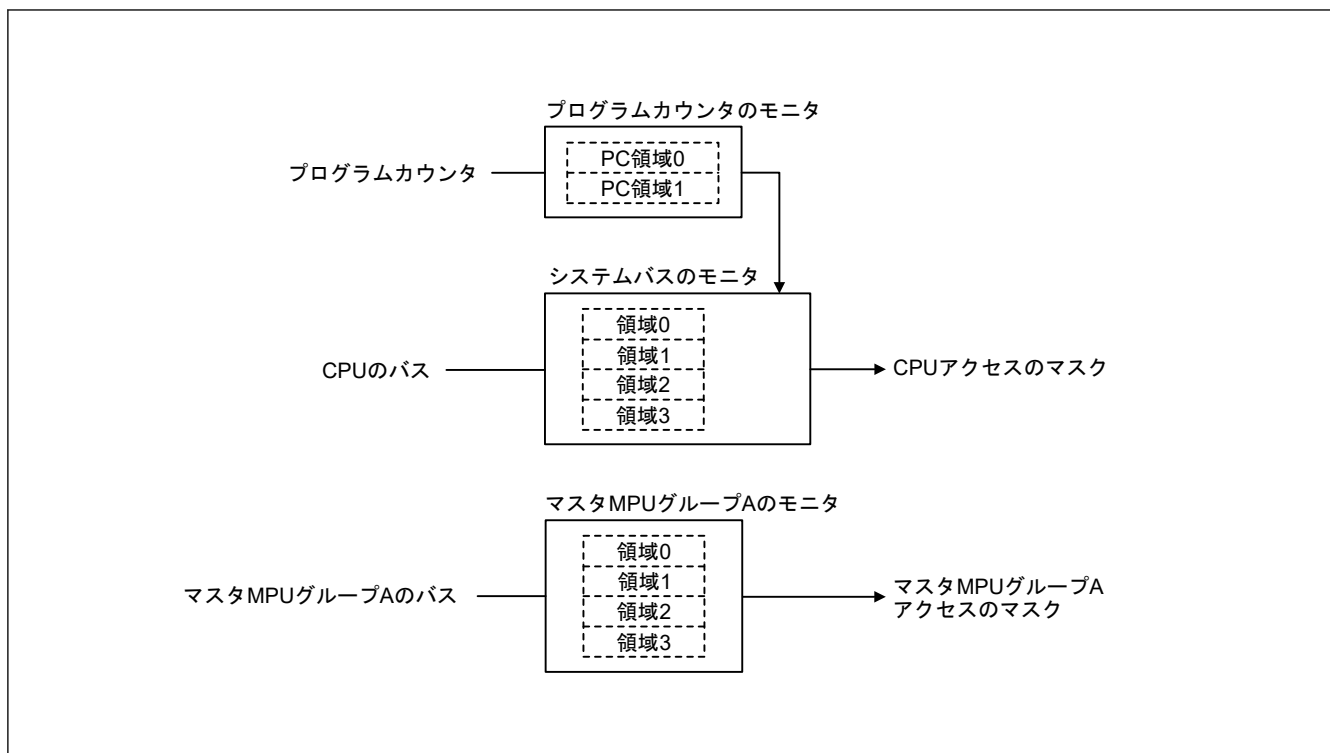 プログラムカウンタのモニタ
プログラムカウンタ
PC領域0
PC領域1
システムバスのモニタ
CPUのバス
領域0
領域1
領域2
領域3
CPUアクセスのマスク
マスタMPUグループAのモニタ
マスタMPUグループAのバス
領域0
領域1
領域2
領域3
マスタMPUグループA
アクセスのマスク